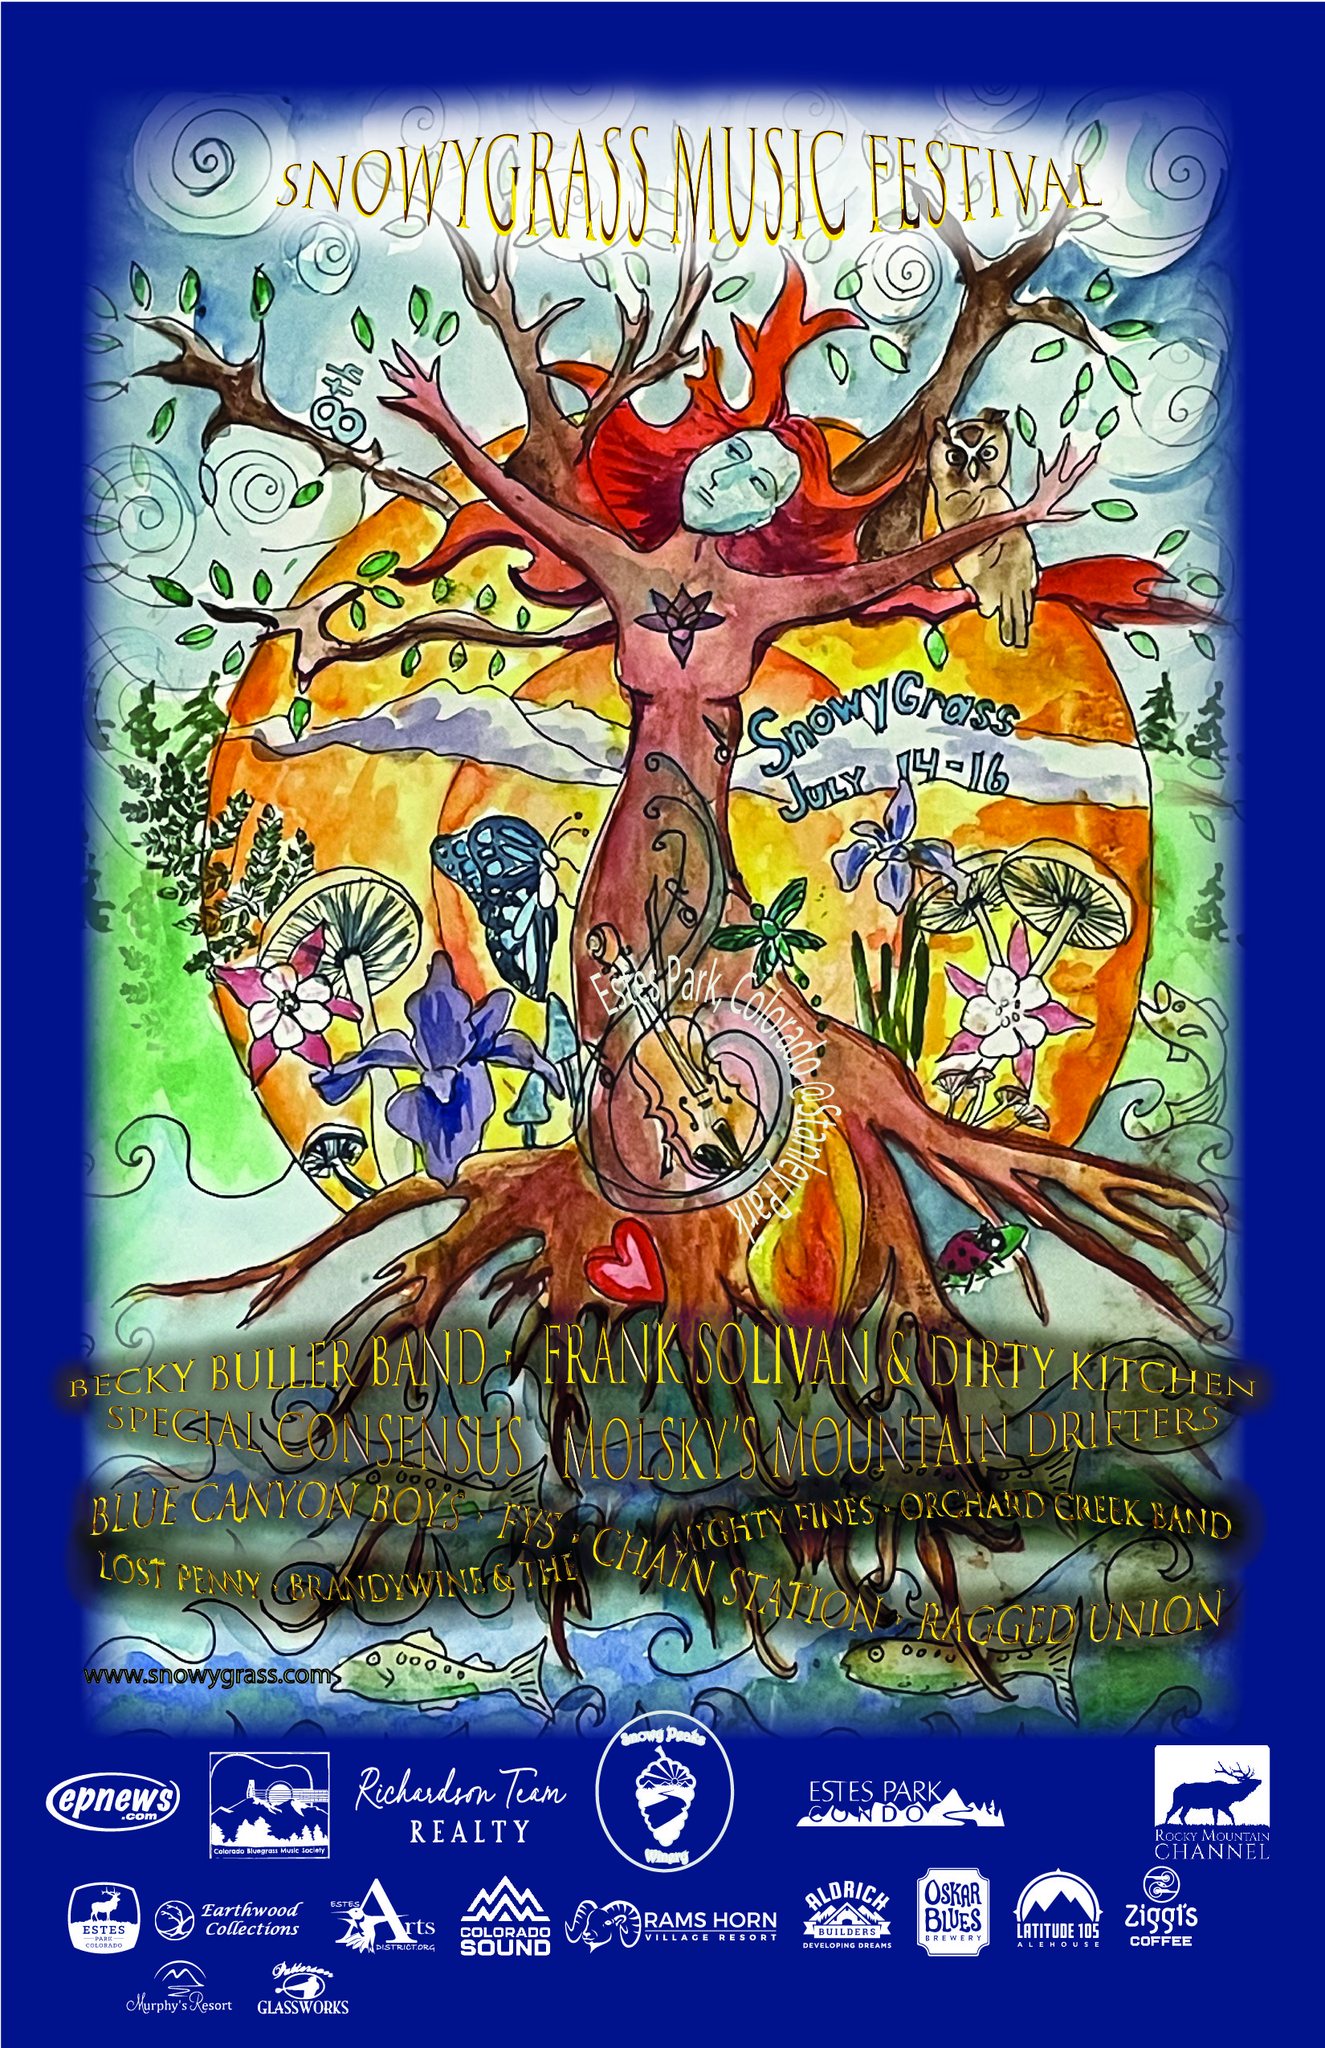 SNOWYGRASS MUSIC FESTIVAL
8th
SnowyGrass
July 14-16
Estes Park, Colorado @Stanley Park
BECKY BULLER BAND · FRANK SOLIVAN & DIRTY KITCHEN
SPECIAL CONSENSUS MOLSKY'S MOUNTAIN DRIFTERS
BLUE CANYON BOYS · FY5 · CHAIN STATION · RAGGED UNION
LOST PENNY · BRANDYWINE & THE MIGHTY FINES · ORCHARD CREEK BAND
www.snowygrass.com
epnews
.com
Colorado Bluegrass Music Society
Richardson Team
REALTY
Snowy Peaks
Winery
ESTES PARK
CONDO
ROCKY MOUNTAIN
CHANNEL
ESTES
PARK
COLORADO
Earthwood
Collections
ESTES
Arts
DISTRICT.ORG
COLORADO
SOUND
RAMS HORN
VILLAGE RESORT
ALDRICH
BUILDERS
DEVELOPING DREAMS
OSKAR
BLUES
BREWERY
LATITUDE 105
ALEHOUSE
Ziggi's
COFFEE
Murphy's Resort
Patterson
GLASSWORKS